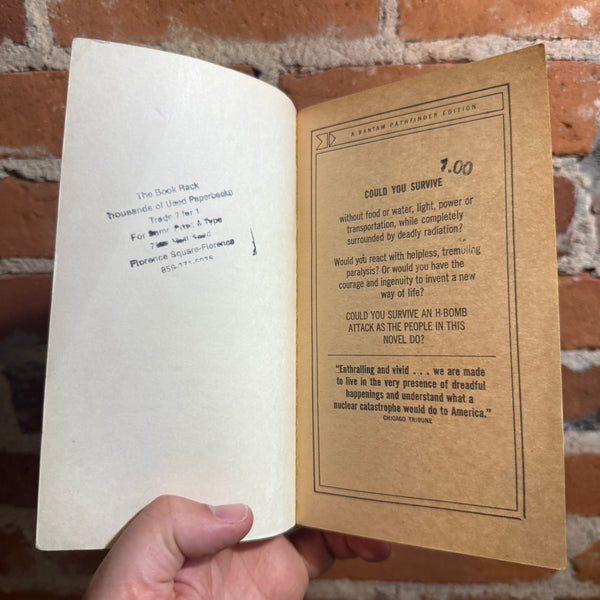 The Book Rack
Thousands of Used Paperbacks
Trade 2 for 1
For Same Price & Type
Florence Square-Florence
A BANTAM PATHFINDER EDITION
1.00
COULD YOU SURVIVE
without food or water, light, power or
transportation, while completely
surrounded by deadly radiation?
Would you react with helpless, trembling
paralysis? Or would you have the
courage and ingenuity to invent a new
way of life?
COULD YOU SURVIVE AN H-BOMB
ATTACK AS THE PEOPLE IN THIS
NOVEL DO?
"Enthralling and vivid . . . we are made
to live in the very presence of dreadful
happenings and understand what a
nuclear catastrophe would do to America."
CHICAGO TRIBUNE